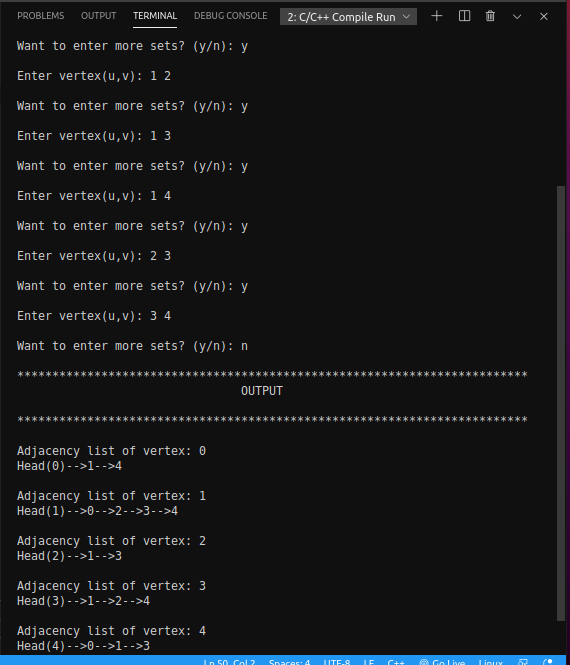 PROBLEMS OUTPUT TERMINAL DEBUG CONSOLE 2: C/C++ Compile Run
Want to enter more sets? (y/n): y
Enter vertex(u,v): 1 2
Want to enter more sets? (y/n): y
Enter vertex(u,v): 1 3
Want to enter more sets? (y/n): y
Enter vertex(u,v): 1 4
Want to enter more sets? (y/n): y
Enter vertex(u,v): 2 3
Want to enter more sets? (y/n): y
Enter vertex(u,v): 3 4
Want to enter more sets? (y/n): n
*************************************************************************
OUTPUT
*************************************************************************
Adjacency list of vertex: 0
Head(0)-->1-->4
Adjacency list of vertex: 1
Head(1)-->0-->2-->3-->4
Adjacency list of vertex: 2
Head(2)-->1-->3
Adjacency list of vertex: 3
Head(3)-->1-->2-->4
Adjacency list of vertex: 4
Head(4)-->0-->1-->3
Ln 50, Col 2 Spaces: 4 UTF-8 LF C++ Go Live Linux